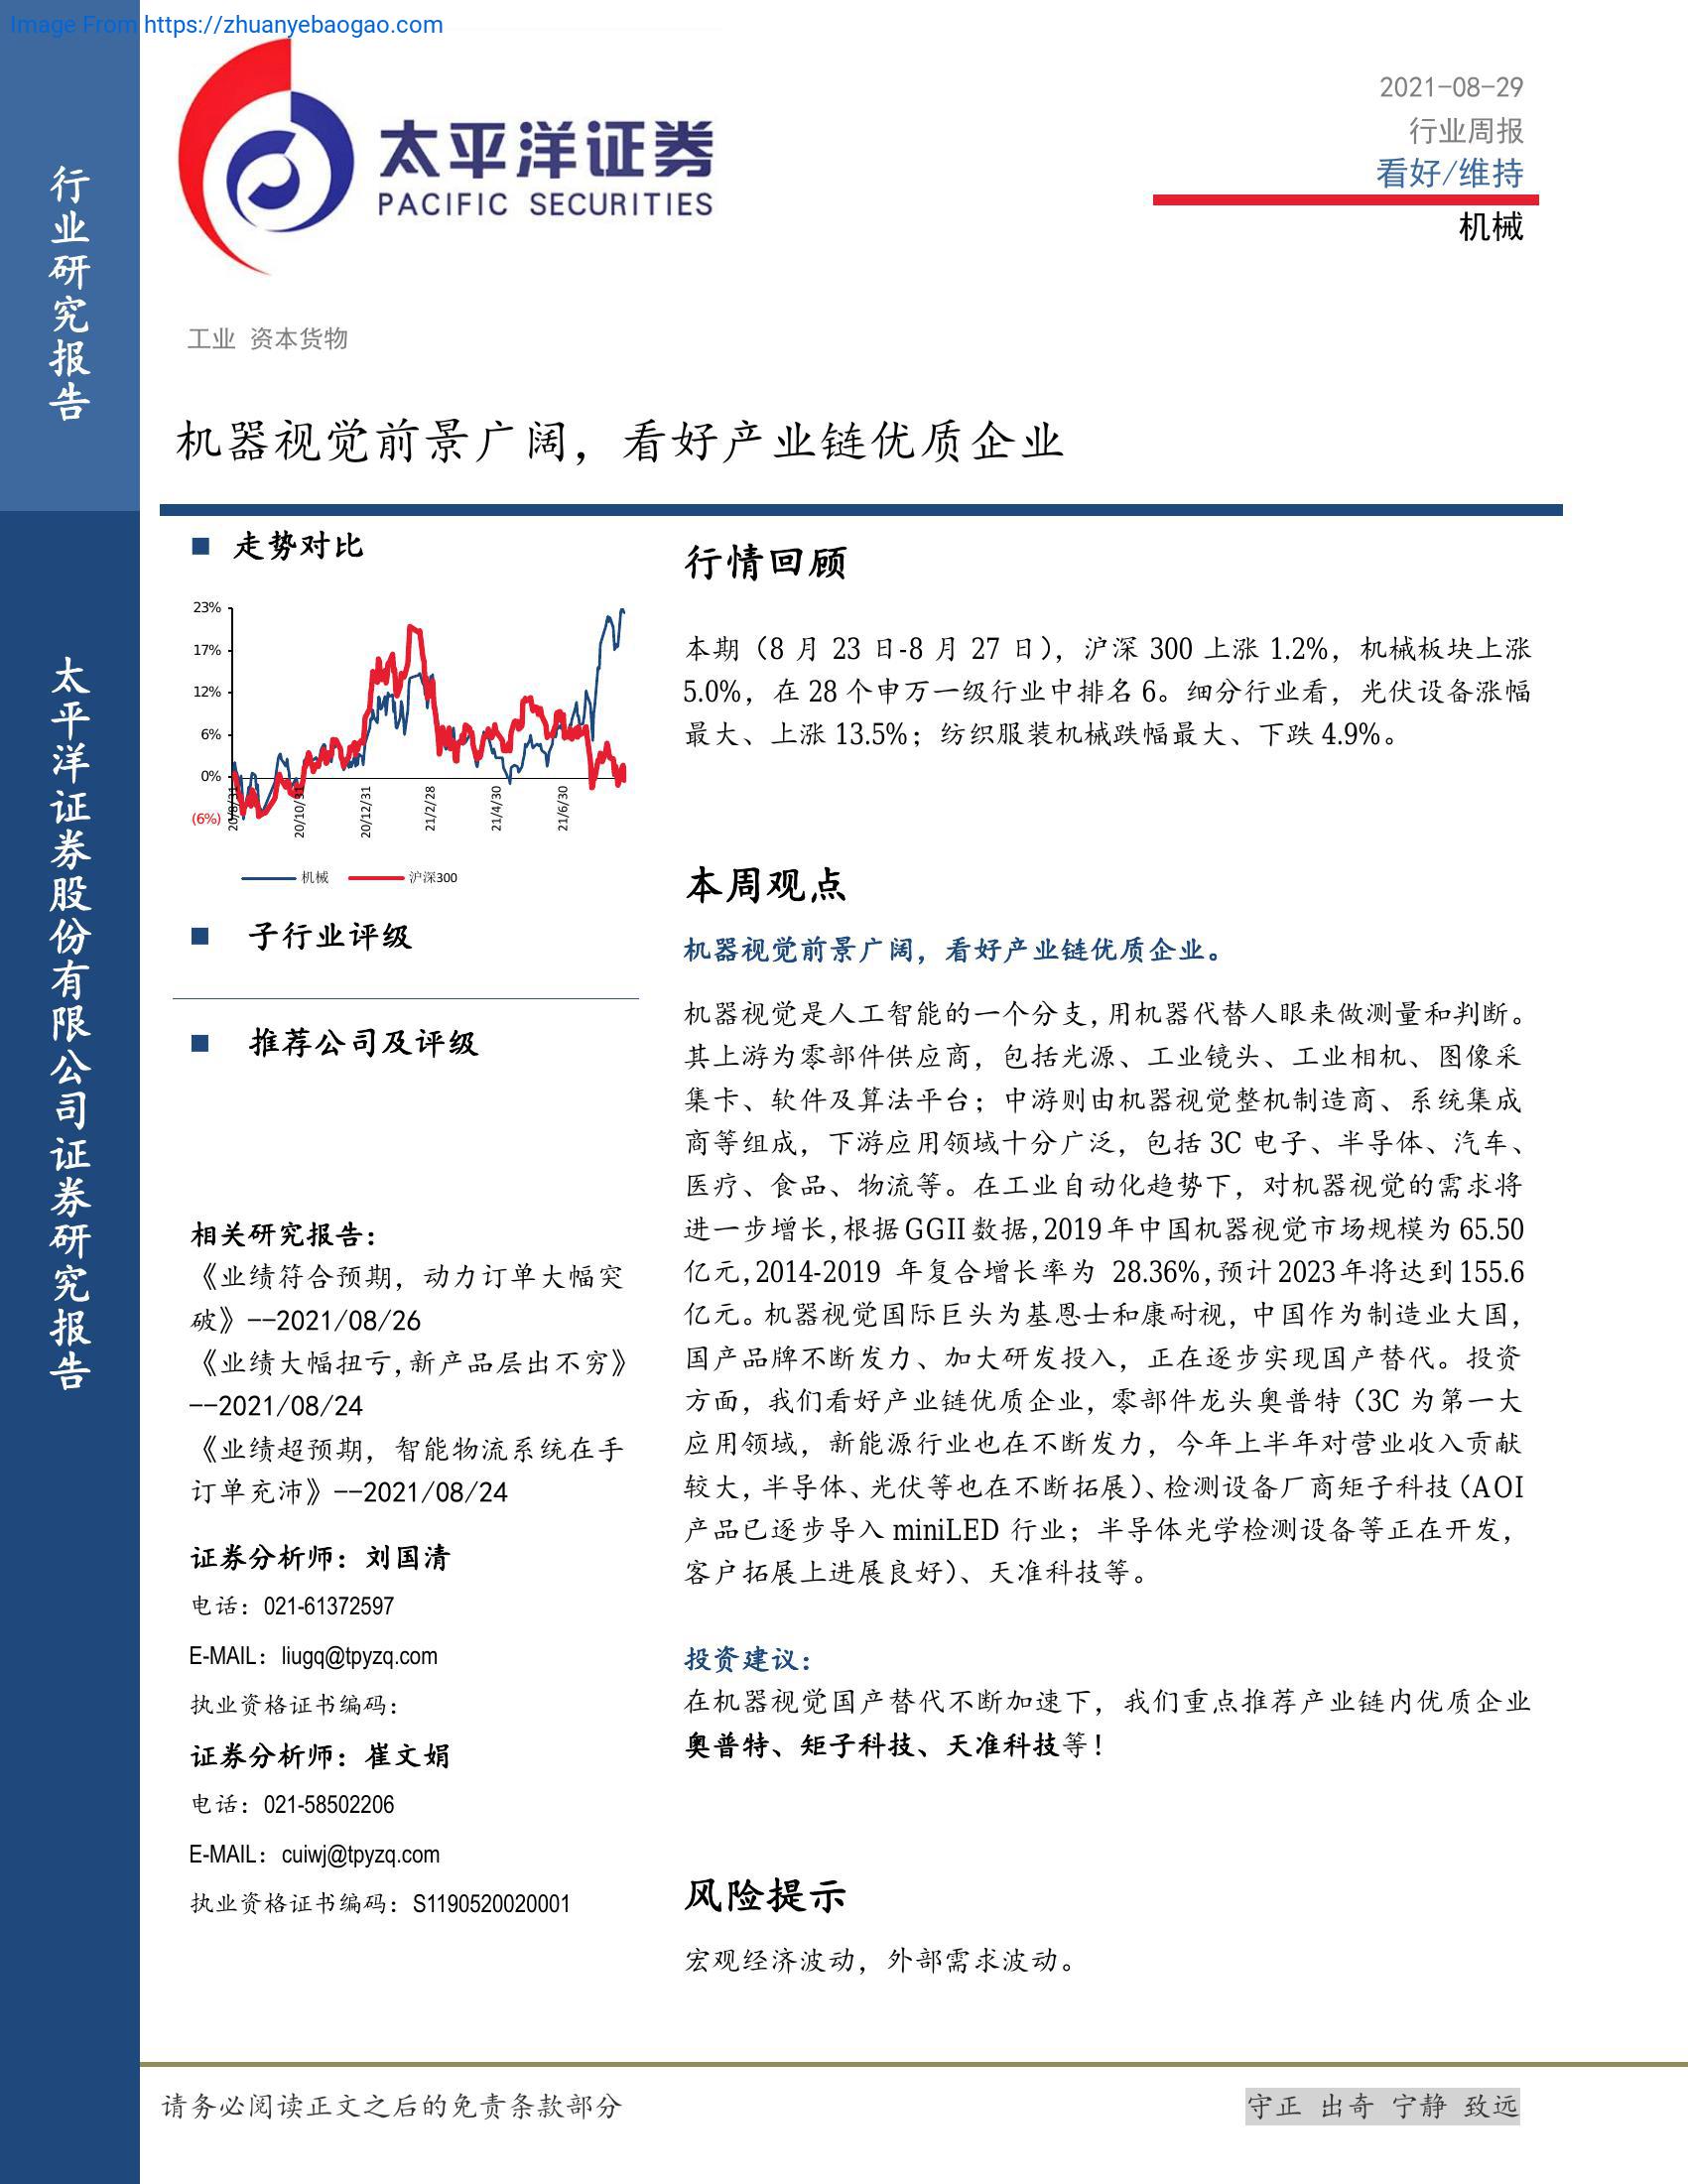 Image From https://zhuanyebaogao.com
行业研究报告
太平洋证券股份有限公司证券研究报告
太平洋证券
PACIFIC SECURITIES
2021-08-29
行业周报
看好/维持
机械
工业 资本货物
机器视觉前景广阔，看好产业链优质企业
走势对比
23%
17%
12%
6%
0%
(6%)
20/8/31
20/10/31
20/12/31
21/2/28
21/4/30
21/6/30
机械
沪深300
子行业评级
推荐公司及评级
相关研究报告：
《业绩符合预期，动力订单大幅突
破》--2021/08/26
《业绩大幅扭亏,新产品层出不穷》
--2021/08/24
《业绩超预期，智能物流系统在手
订单充沛》--2021/08/24
证券分析师：刘国清
电话：021-61372597
E-MAIL：liugq@tpyzq.com
执业资格证书编码：
证券分析师：崔文娟
电话：021-58502206
E-MAIL：cuiwj@tpyzq.com
执业资格证书编码：S1190520020001
行情回顾
本期（8 月 23 日-8 月 27 日），沪深 300 上涨 1.2%，机械板块上涨
5.0%，在 28 个申万一级行业中排名 6。细分行业看，光伏设备涨幅
最大、上涨 13.5%；纺织服装机械跌幅最大、下跌 4.9%。
本周观点
机器视觉前景广阔，看好产业链优质企业。
机器视觉是人工智能的一个分支,用机器代替人眼来做测量和判断。
其上游为零部件供应商，包括光源、工业镜头、工业相机、图像采
集卡、软件及算法平台；中游则由机器视觉整机制造商、系统集成
商等组成，下游应用领域十分广泛，包括 3C 电子、半导体、汽车、
医疗、食品、物流等。在工业自动化趋势下，对机器视觉的需求将
进一步增长,根据 GGII 数据,2019 年中国机器视觉市场规模为 65.50
亿元,2014-2019 年复合增长率为 28.36%,预计 2023 年将达到 155.6
亿元。机器视觉国际巨头为基恩士和康耐视，中国作为制造业大国，
国产品牌不断发力、加大研发投入，正在逐步实现国产替代。投资
方面，我们看好产业链优质企业，零部件龙头奥普特（3C 为第一大
应用领域，新能源行业也在不断发力，今年上半年对营业收入贡献
较大,半导体、光伏等也在不断拓展）、检测设备厂商矩子科技（AOI
产品已逐步导入 miniLED 行业；半导体光学检测设备等正在开发，
客户拓展上进展良好）、天准科技等。
投资建议：
在机器视觉国产替代不断加速下，我们重点推荐产业链内优质企业
奥普特、矩子科技、天准科技等！
风险提示
宏观经济波动，外部需求波动。
请务必阅读正文之后的免责条款部分
守正 出奇 宁静 致远